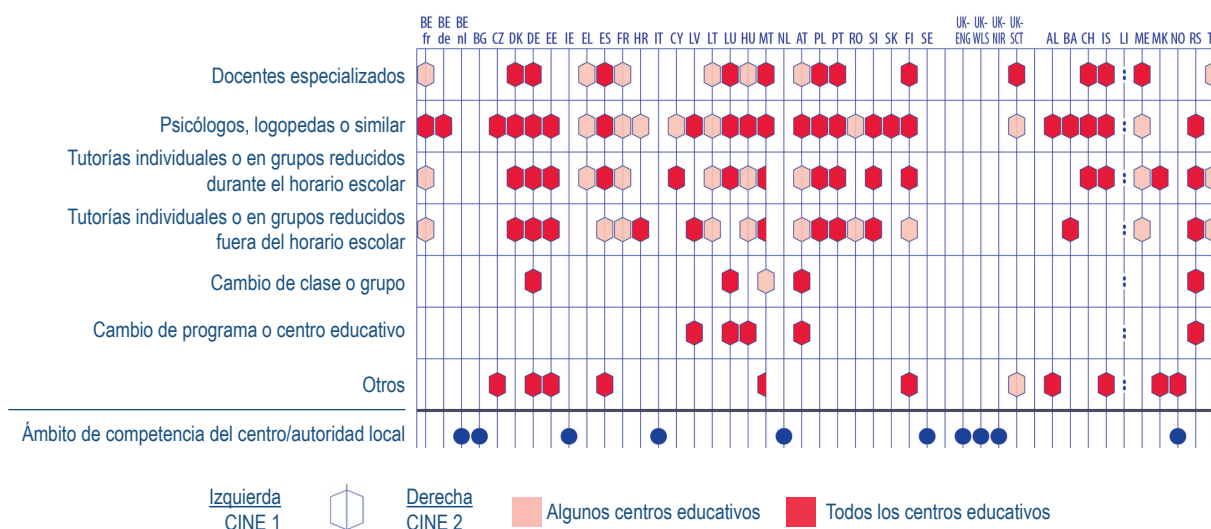 BE fr BE de BE nl BG CZ DK DE EE IE EL ES FR HR IT CY LV LT LU HU MT NL AT PL PT RO SI SK FI SE UK-ENG UK-WLS UK-NIR UK-SCT AL BA CH IS LI ME MK NO RS
Docentes especializados
Psicólogos, logopedas o similar
Tutorías individuales o en grupos reducidos
durante el horario escolar
Tutorías individuales o en grupos reducidos
fuera del horario escolar
Cambio de clase o grupo
Cambio de programa o centro educativo
Otros
Ámbito de competencia del centro/autoridad local
Izquierda Derecha
CINE 1 CINE 2
Algunos centros educativos Todos los centros educativos